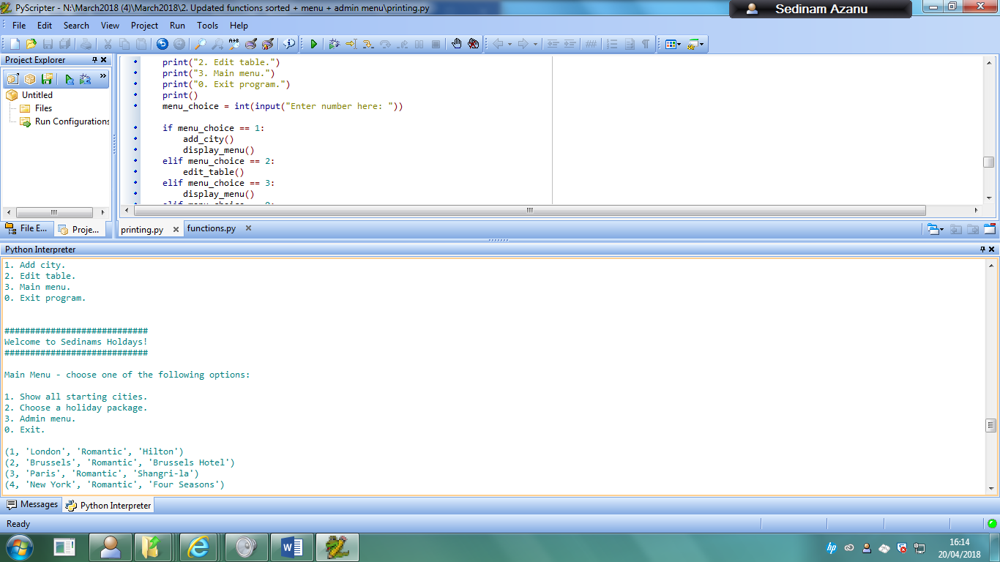 PyScripter - N:\March2018 (4)\March2018\2. Updated functions sorted + menu + admin menu\printing.py
Sedinam Azanu
File Edit Search View Project Run Tools Help
Project Explorer
Untitled
Files
Run Configurations
File E...
Proje...
print("2. Edit table.")
print("3. Main menu.")
print("0. Exit program.")
print()
menu_choice = int(input("Enter number here: "))
if menu_choice == 1:
add_city()
display_menu()
elif menu_choice == 2:
edit_table()
elif menu_choice == 3:
display_menu()
printing.py
functions.py
Python Interpreter
1. Add city.
2. Edit table.
3. Main menu.
0. Exit program.
############################
Welcome to Sedinams Holdays!
############################
Main Menu - choose one of the following options:
1. Show all starting cities.
2. Choose a holiday package.
3. Admin menu.
0. Exit.
(1, 'London', 'Romantic', 'Hilton')
(2, 'Brussels', 'Romantic', 'Brussels Hotel')
(3, 'Paris', 'Romantic', 'Shangri-la')
(4, 'New York', 'Romantic', 'Four Seasons')
Messages
Python Interpreter
Ready
hp
16:14
20/04/2018